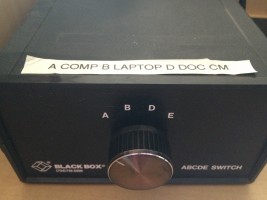 A COMP B LAPTOP D DOC CM
A B D E
BLACK BOX® ABCDE SWITCH